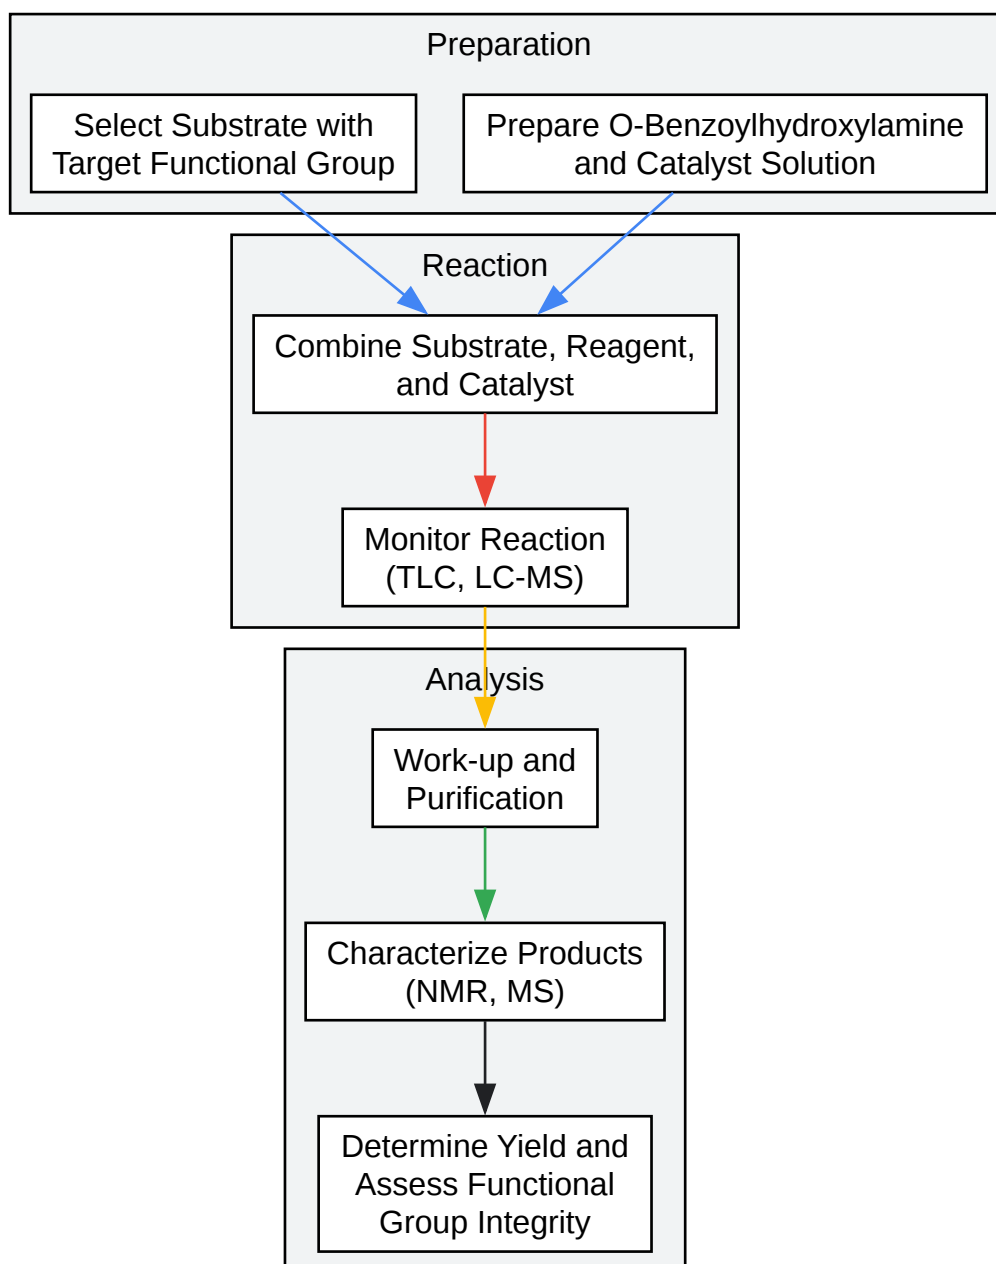 Preparation
Select Substrate with
Target Functional Group
Prepare O-Benzoylhydroxylamine
and Catalyst Solution
Reaction
Combine Substrate, Reagent,
and Catalyst
Monitor Reaction
(TLC, LC-MS)
Analysis
Work-up and
Purification
Characterize Products
(NMR, MS)
Determine Yield and
Assess Functional
Group Integrity